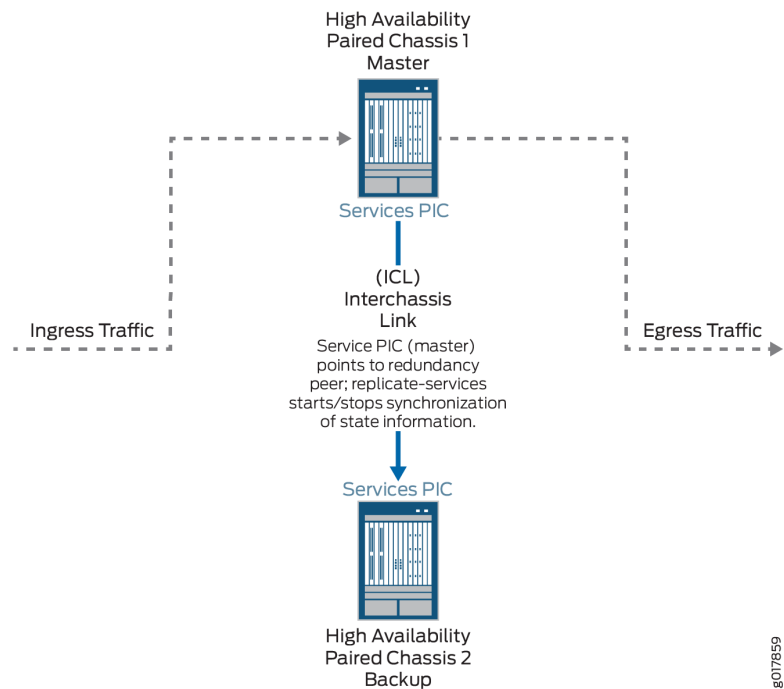 High Availability
Paired Chassis 1
Master
Services PIC
(ICL)
Interchassis
Link
Ingress Traffic
Egress Traffic
Service PIC (master)
points to redundancy
peer; replicate-services
starts/stops synchronization
of state information.
Services PIC
High Availability
Paired Chassis 2
Backup
g017859